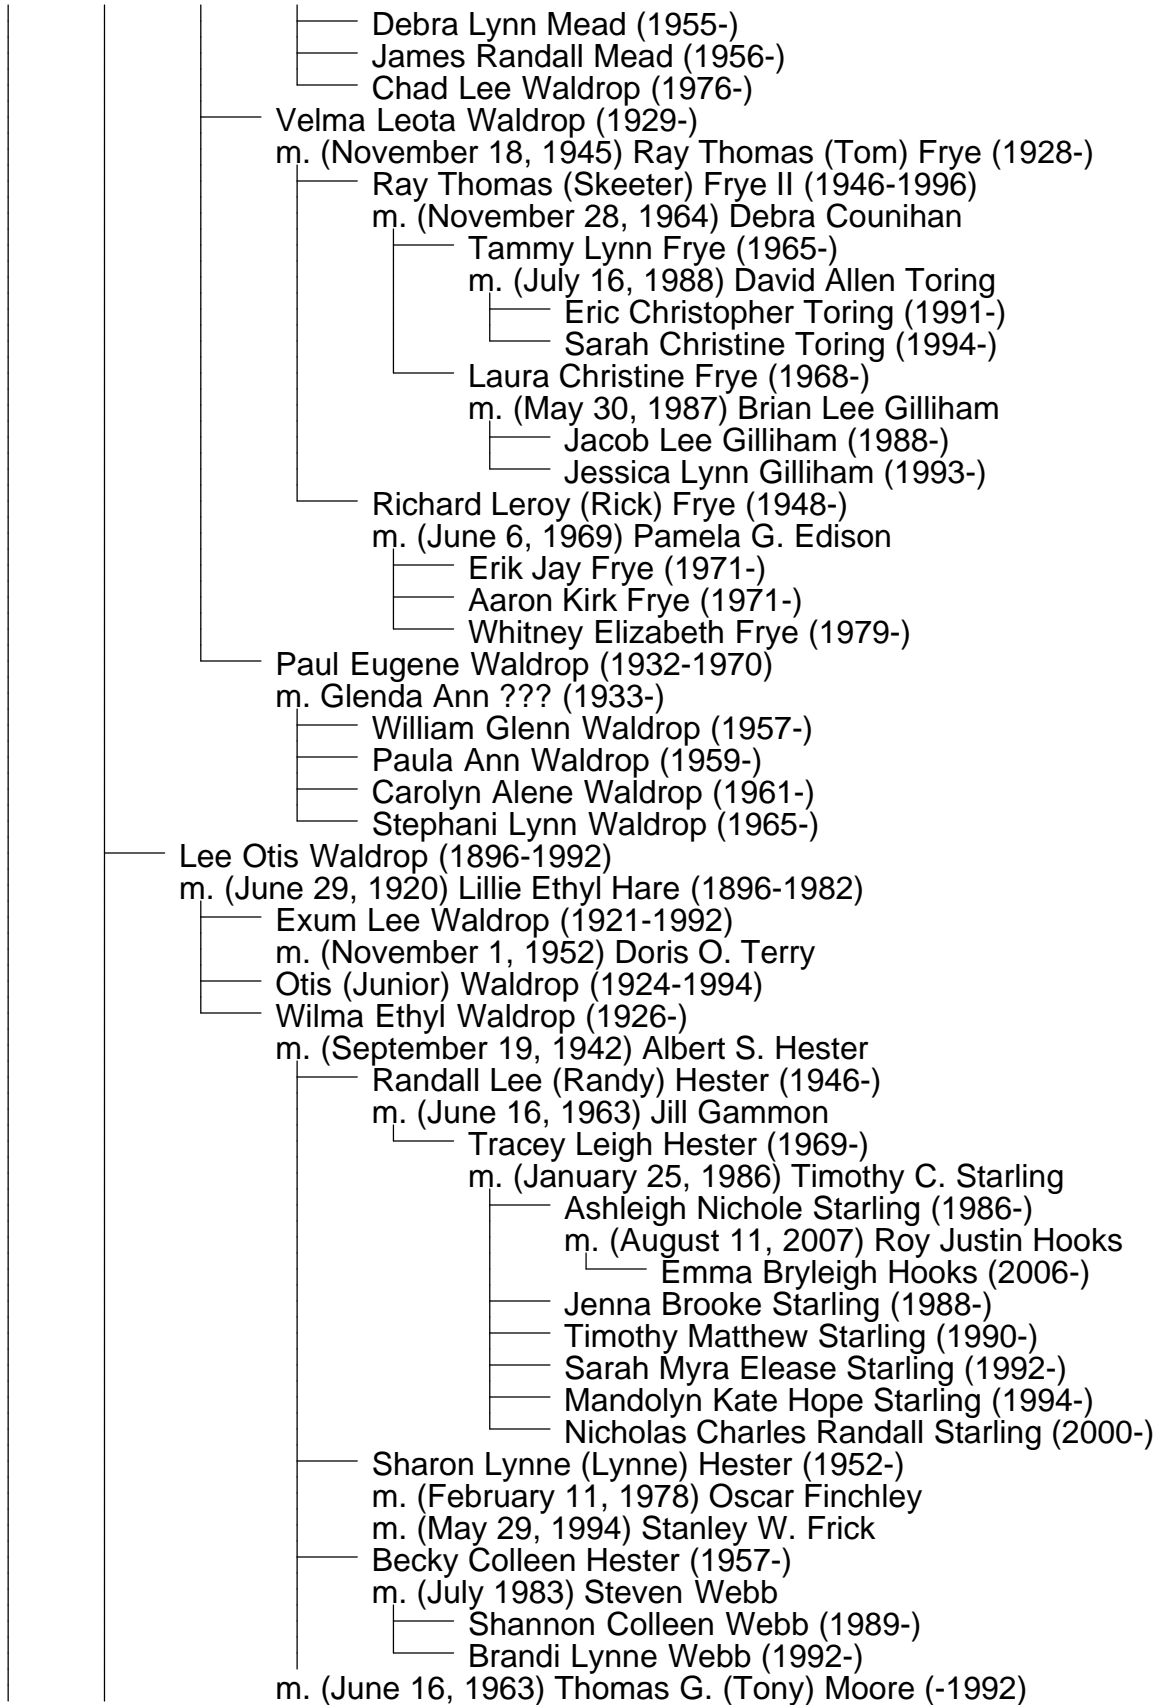 Debra Lynn Mead (1955-)
James Randall Mead (1956-)
Chad Lee Waldrop (1976-)
Velma Leota Waldrop (1929-)
m. (November 18, 1945) Ray Thomas (Tom) Frye (1928-)
Ray Thomas (Skeeter) Frye II (1946-1996)
m. (November 28, 1964) Debra Counihan
Tammy Lynn Frye (1965-)
m. (July 16, 1988) David Allen Toring
Eric Christopher Toring (1991-)
Sarah Christine Toring (1994-)
Laura Christine Frye (1968-)
m. (May 30, 1987) Brian Lee Gilliham
Jacob Lee Gilliham (1988-)
Jessica Lynn Gilliham (1993-)
Richard Leroy (Rick) Frye (1948-)
m. (June 6, 1969) Pamela G. Edison
Erik Jay Frye (1971-)
Aaron Kirk Frye (1971-)
Whitney Elizabeth Frye (1979-)
Paul Eugene Waldrop (1932-1970)
m. Glenda Ann ??? (1933-)
William Glenn Waldrop (1957-)
Paula Ann Waldrop (1959-)
Carolyn Alene Waldrop (1961-)
Stephani Lynn Waldrop (1965-)
Lee Otis Waldrop (1896-1992)
m. (June 29, 1920) Lillie Ethyl Hare (1896-1982)
Exum Lee Waldrop (1921-1992)
m. (November 1, 1952) Doris O. Terry
Otis (Junior) Waldrop (1924-1994)
Wilma Ethyl Waldrop (1926-)
m. (September 19, 1942) Albert S. Hester
Randall Lee (Randy) Hester (1946-)
m. (June 16, 1963) Jill Gammon
Tracey Leigh Hester (1969-)
m. (January 25, 1986) Timothy C. Starling
Ashleigh Nichole Starling (1986-)
m. (August 11, 2007) Roy Justin Hooks
Emma Bryleigh Hooks (2006-)
Jenna Brooke Starling (1988-)
Timothy Matthew Starling (1990-)
Sarah Myra Elease Starling (1992-)
Mandolyn Kate Hope Starling (1994-)
Nicholas Charles Randall Starling (2000-)
Sharon Lynne (Lynne) Hester (1952-)
m. (February 11, 1978) Oscar Finchley
m. (May 29, 1994) Stanley W. Frick
Becky Colleen Hester (1957-)
m. (July 1983) Steven Webb
Shannon Colleen Webb (1989-)
Brandi Lynne Webb (1992-)
m. (June 16, 1963) Thomas G. (Tony) Moore (-1992)